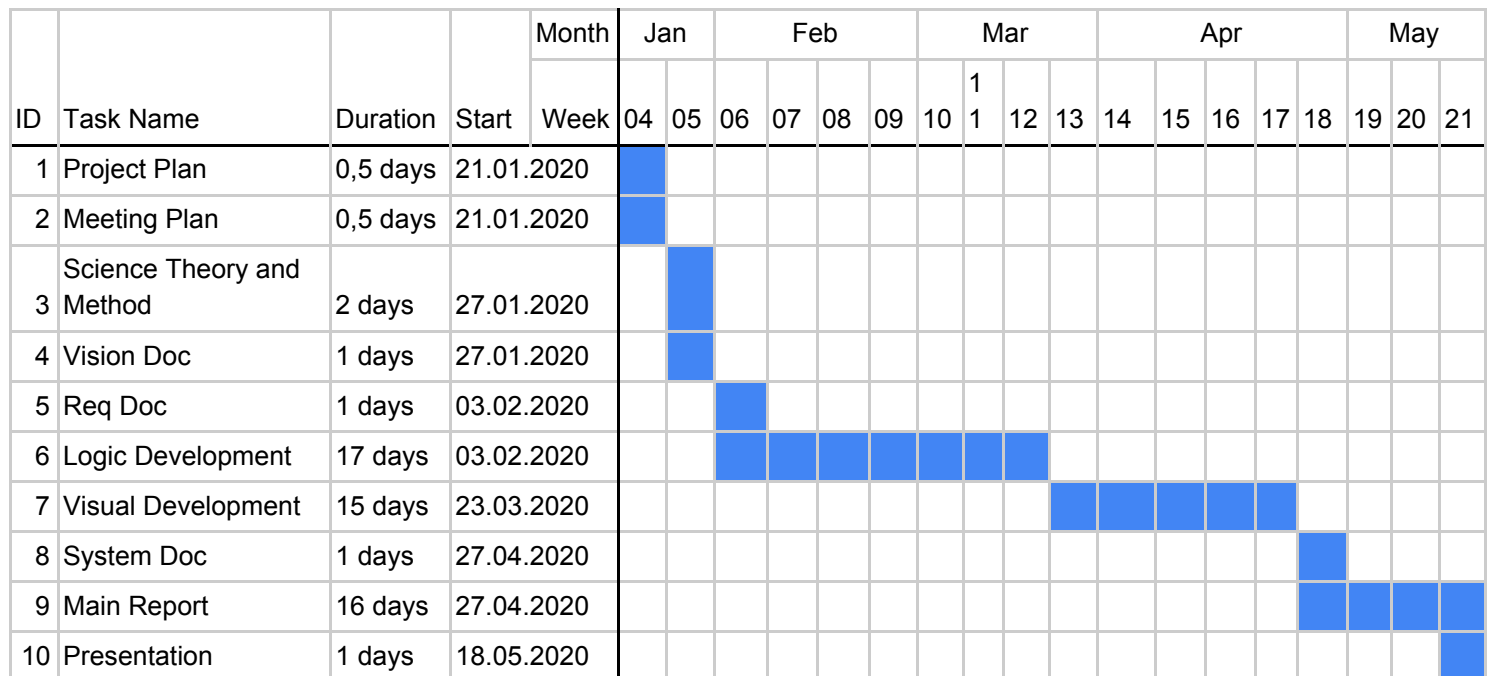 Month Jan Feb Mar Apr May
ID Task Name Duration Start Week 04 05 06 07 08 09 10 11 12 13 14 15 16 17 18 19 20 21
1 Project Plan 0,5 days 21.01.2020
2 Meeting Plan 0,5 days 21.01.2020
Science Theory and
3 Method 2 days 27.01.2020
4 Vision Doc 1 days 27.01.2020
5 Req Doc 1 days 03.02.2020
6 Logic Development 17 days 03.02.2020
7 Visual Development 15 days 23.03.2020
8 System Doc 1 days 27.04.2020
9 Main Report 16 days 27.04.2020
10 Presentation 1 days 18.05.2020